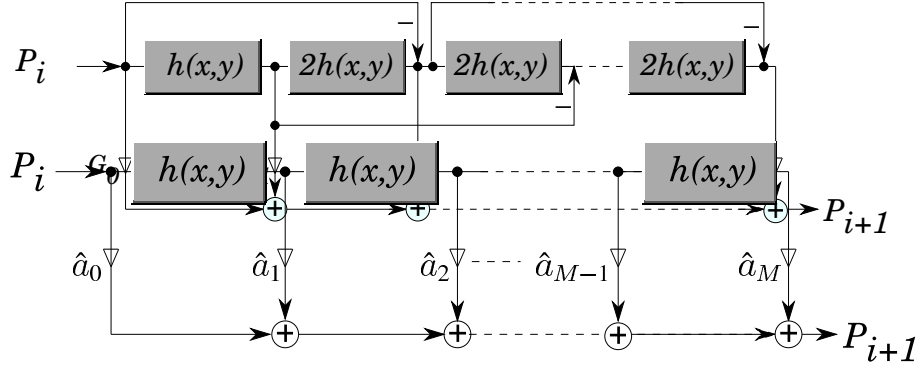 P_i h(x,y) 2h(x,y) − 2h(x,y) − 2h(x,y) −
P_i G_0 h(x,y) h(x,y) h(x,y)
+ + + P_{i+1}
â_0 â_1 â_2 â_{M−1} â_M
+ + + + P_{i+1}